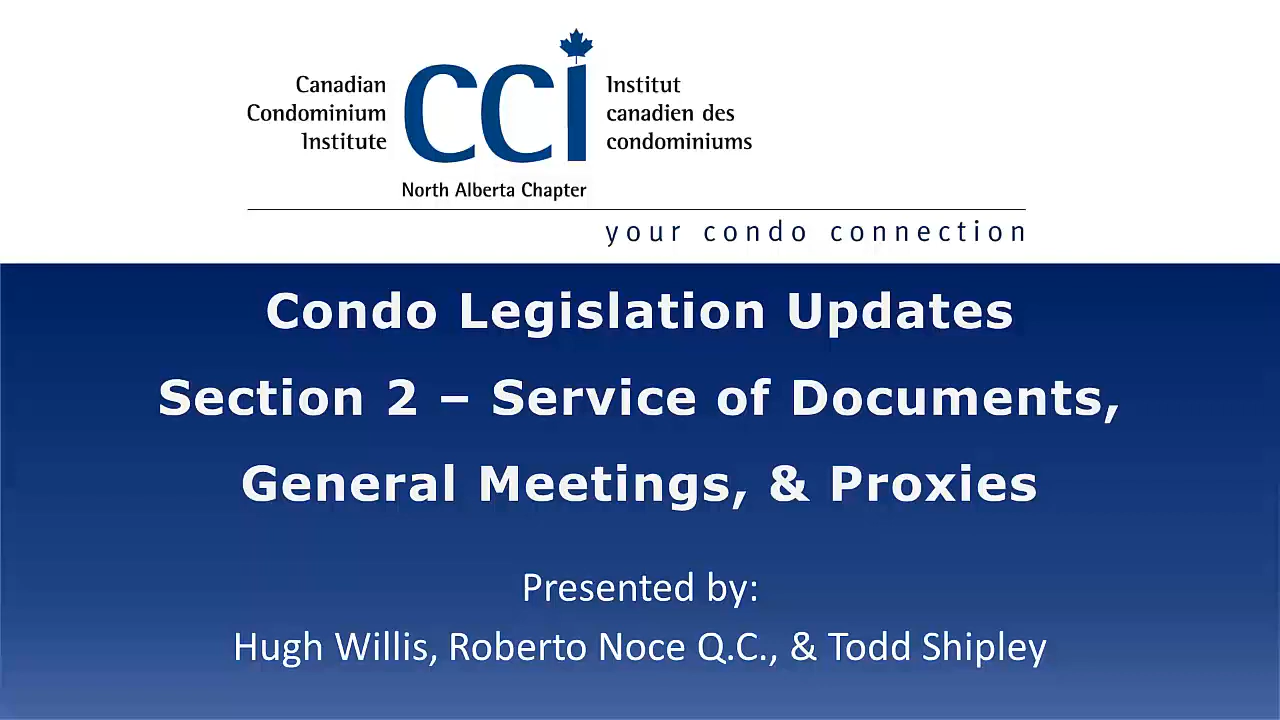 Canadian
Condominium
Institute
CCI
Institut
canadien des
condominiums
North Alberta Chapter
your condo connection
Condo Legislation Updates
Section 2 – Service of Documents,
General Meetings, & Proxies
Presented by:
Hugh Willis, Roberto Noce Q.C., & Todd Shipley